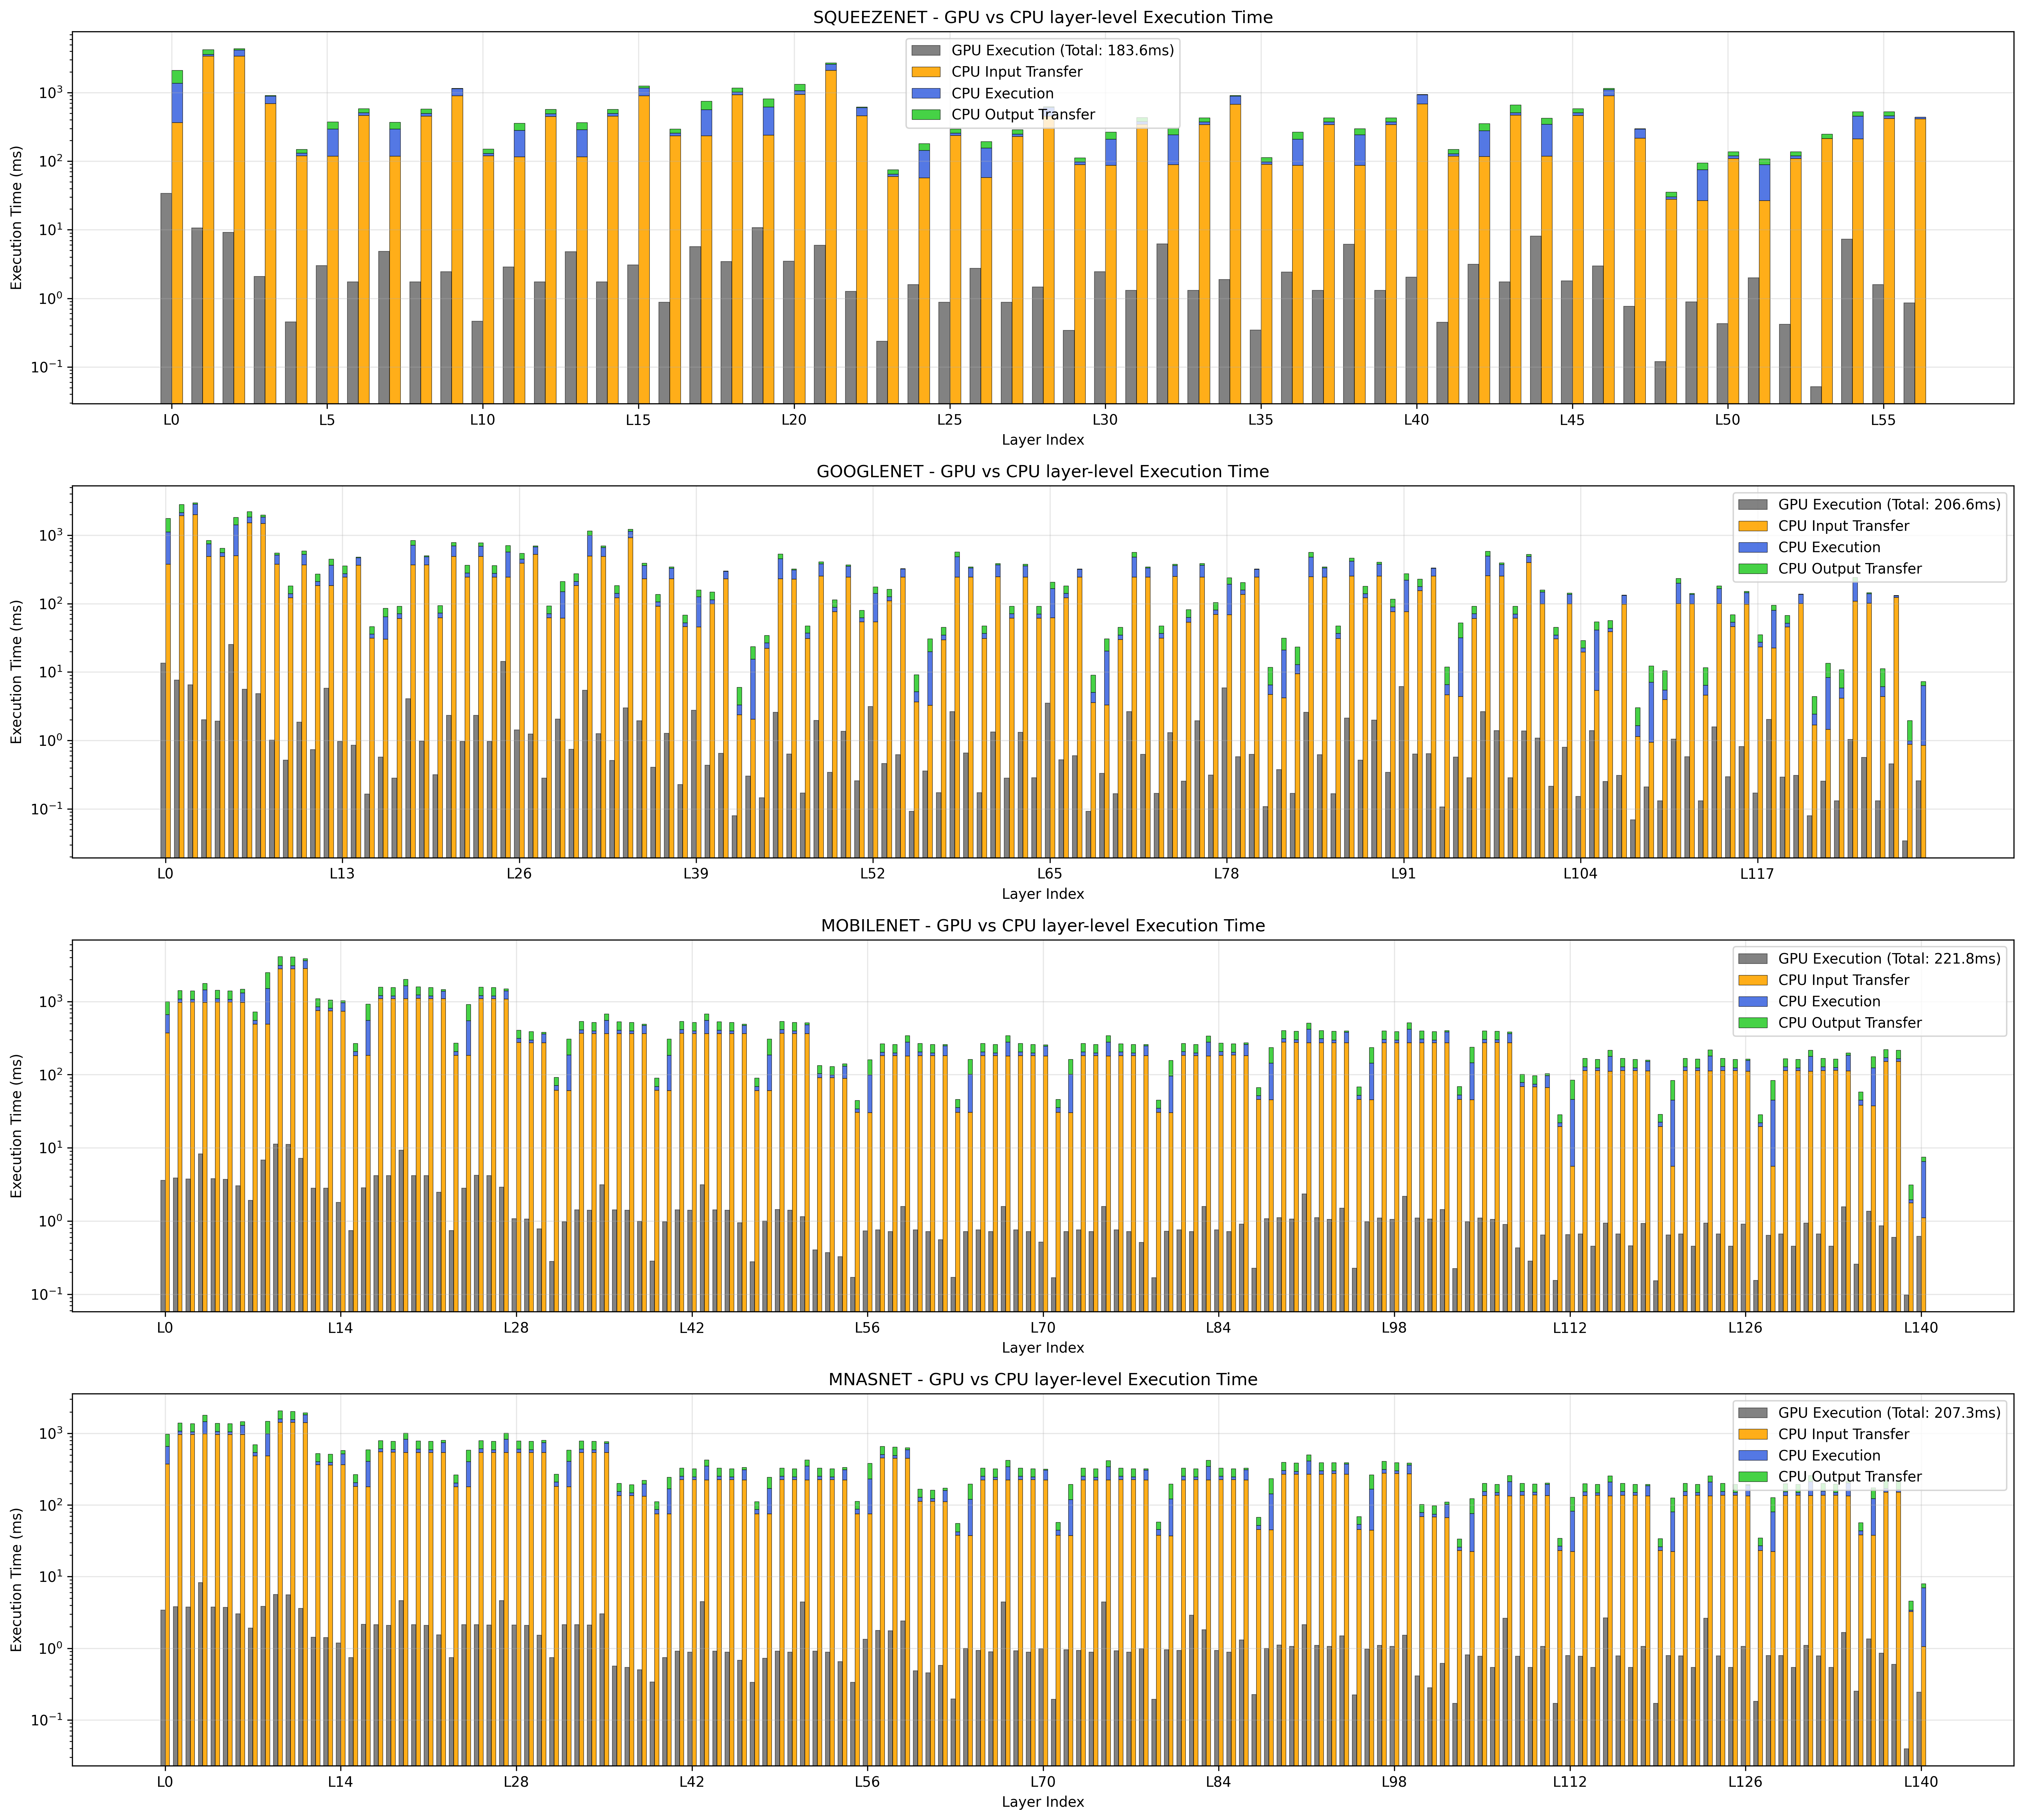 SQUEEZENET - GPU vs CPU layer-level Execution Time
GPU Execution (Total: 183.6ms)
CPU Input Transfer
CPU Execution
CPU Output Transfer
Execution Time (ms)
10³
10²
10¹
10⁰
10⁻¹
L0 L5 L10 L15 L20 L25 L30 L35 L40 L45 L50 L55
Layer Index
GOOGLENET - GPU vs CPU layer-level Execution Time
GPU Execution (Total: 206.6ms)
CPU Input Transfer
CPU Execution
CPU Output Transfer
Execution Time (ms)
10³
10²
10¹
10⁰
10⁻¹
L0 L13 L26 L39 L52 L65 L78 L91 L104 L117
Layer Index
MOBILENET - GPU vs CPU layer-level Execution Time
GPU Execution (Total: 221.8ms)
CPU Input Transfer
CPU Execution
CPU Output Transfer
Execution Time (ms)
10³
10²
10¹
10⁰
10⁻¹
L0 L14 L28 L42 L56 L70 L84 L98 L112 L126 L140
Layer Index
MNASNET - GPU vs CPU layer-level Execution Time
GPU Execution (Total: 207.3ms)
CPU Input Transfer
CPU Execution
CPU Output Transfer
Execution Time (ms)
10³
10²
10¹
10⁰
10⁻¹
L0 L14 L28 L42 L56 L70 L84 L98 L112 L126 L140
Layer Index